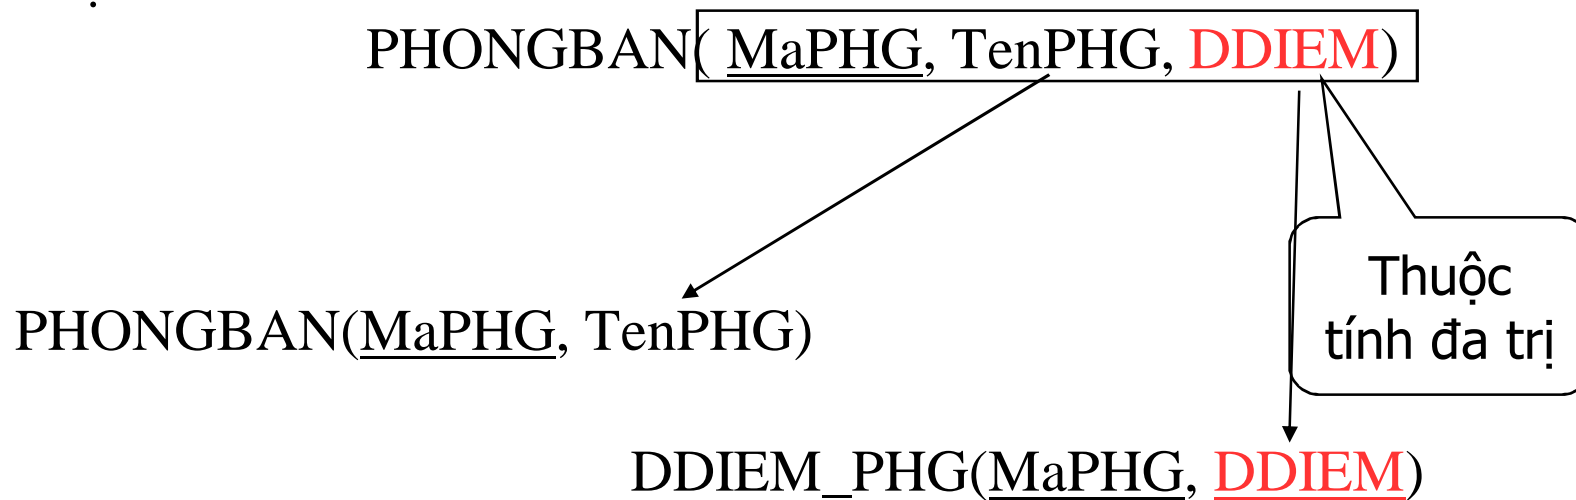 PHONGBAN( MaPHG, TenPHG, DDIEM)
Thuộc
tính đa trị
PHONGBAN(MaPHG, TenPHG)
DDIEM_PHG(MaPHG, DDIEM)